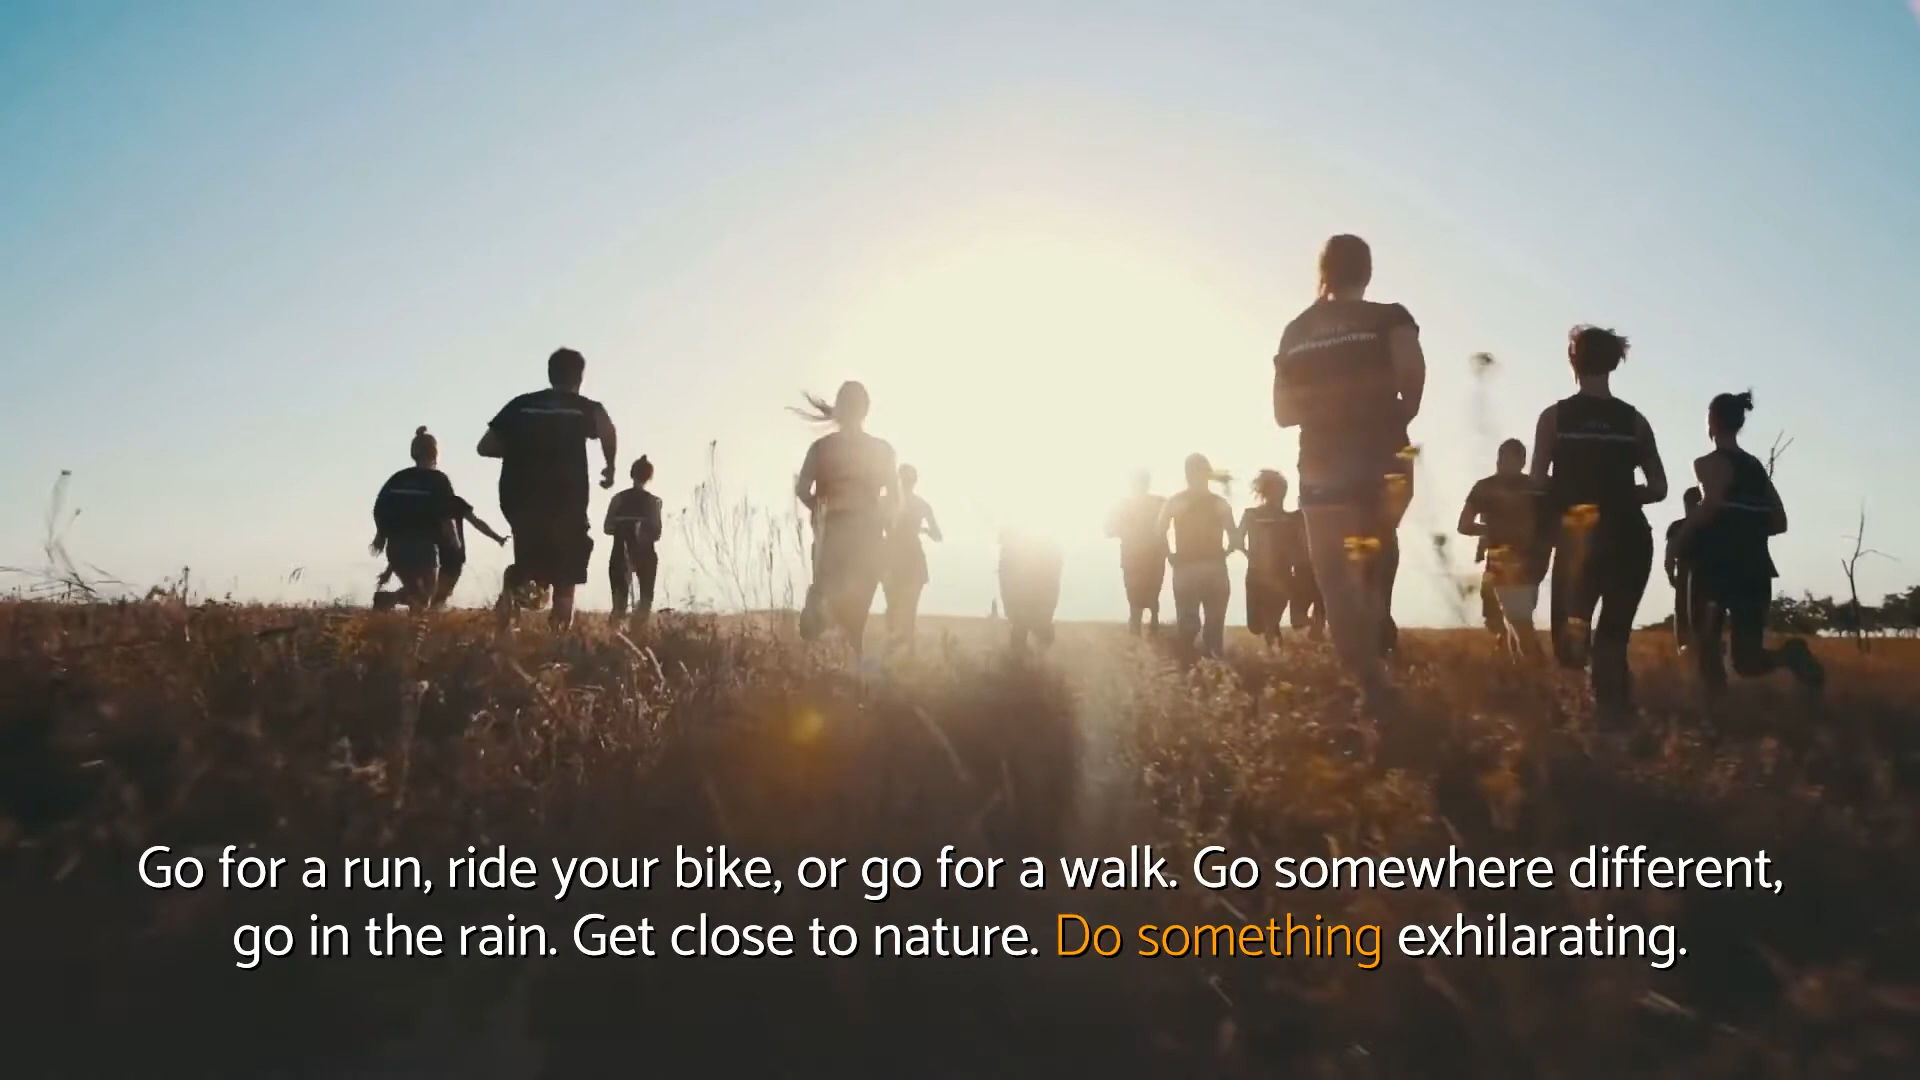 Go for a run, ride your bike, or go for a walk. Go somewhere different,
go in the rain. Get close to nature. Do something exhilarating.